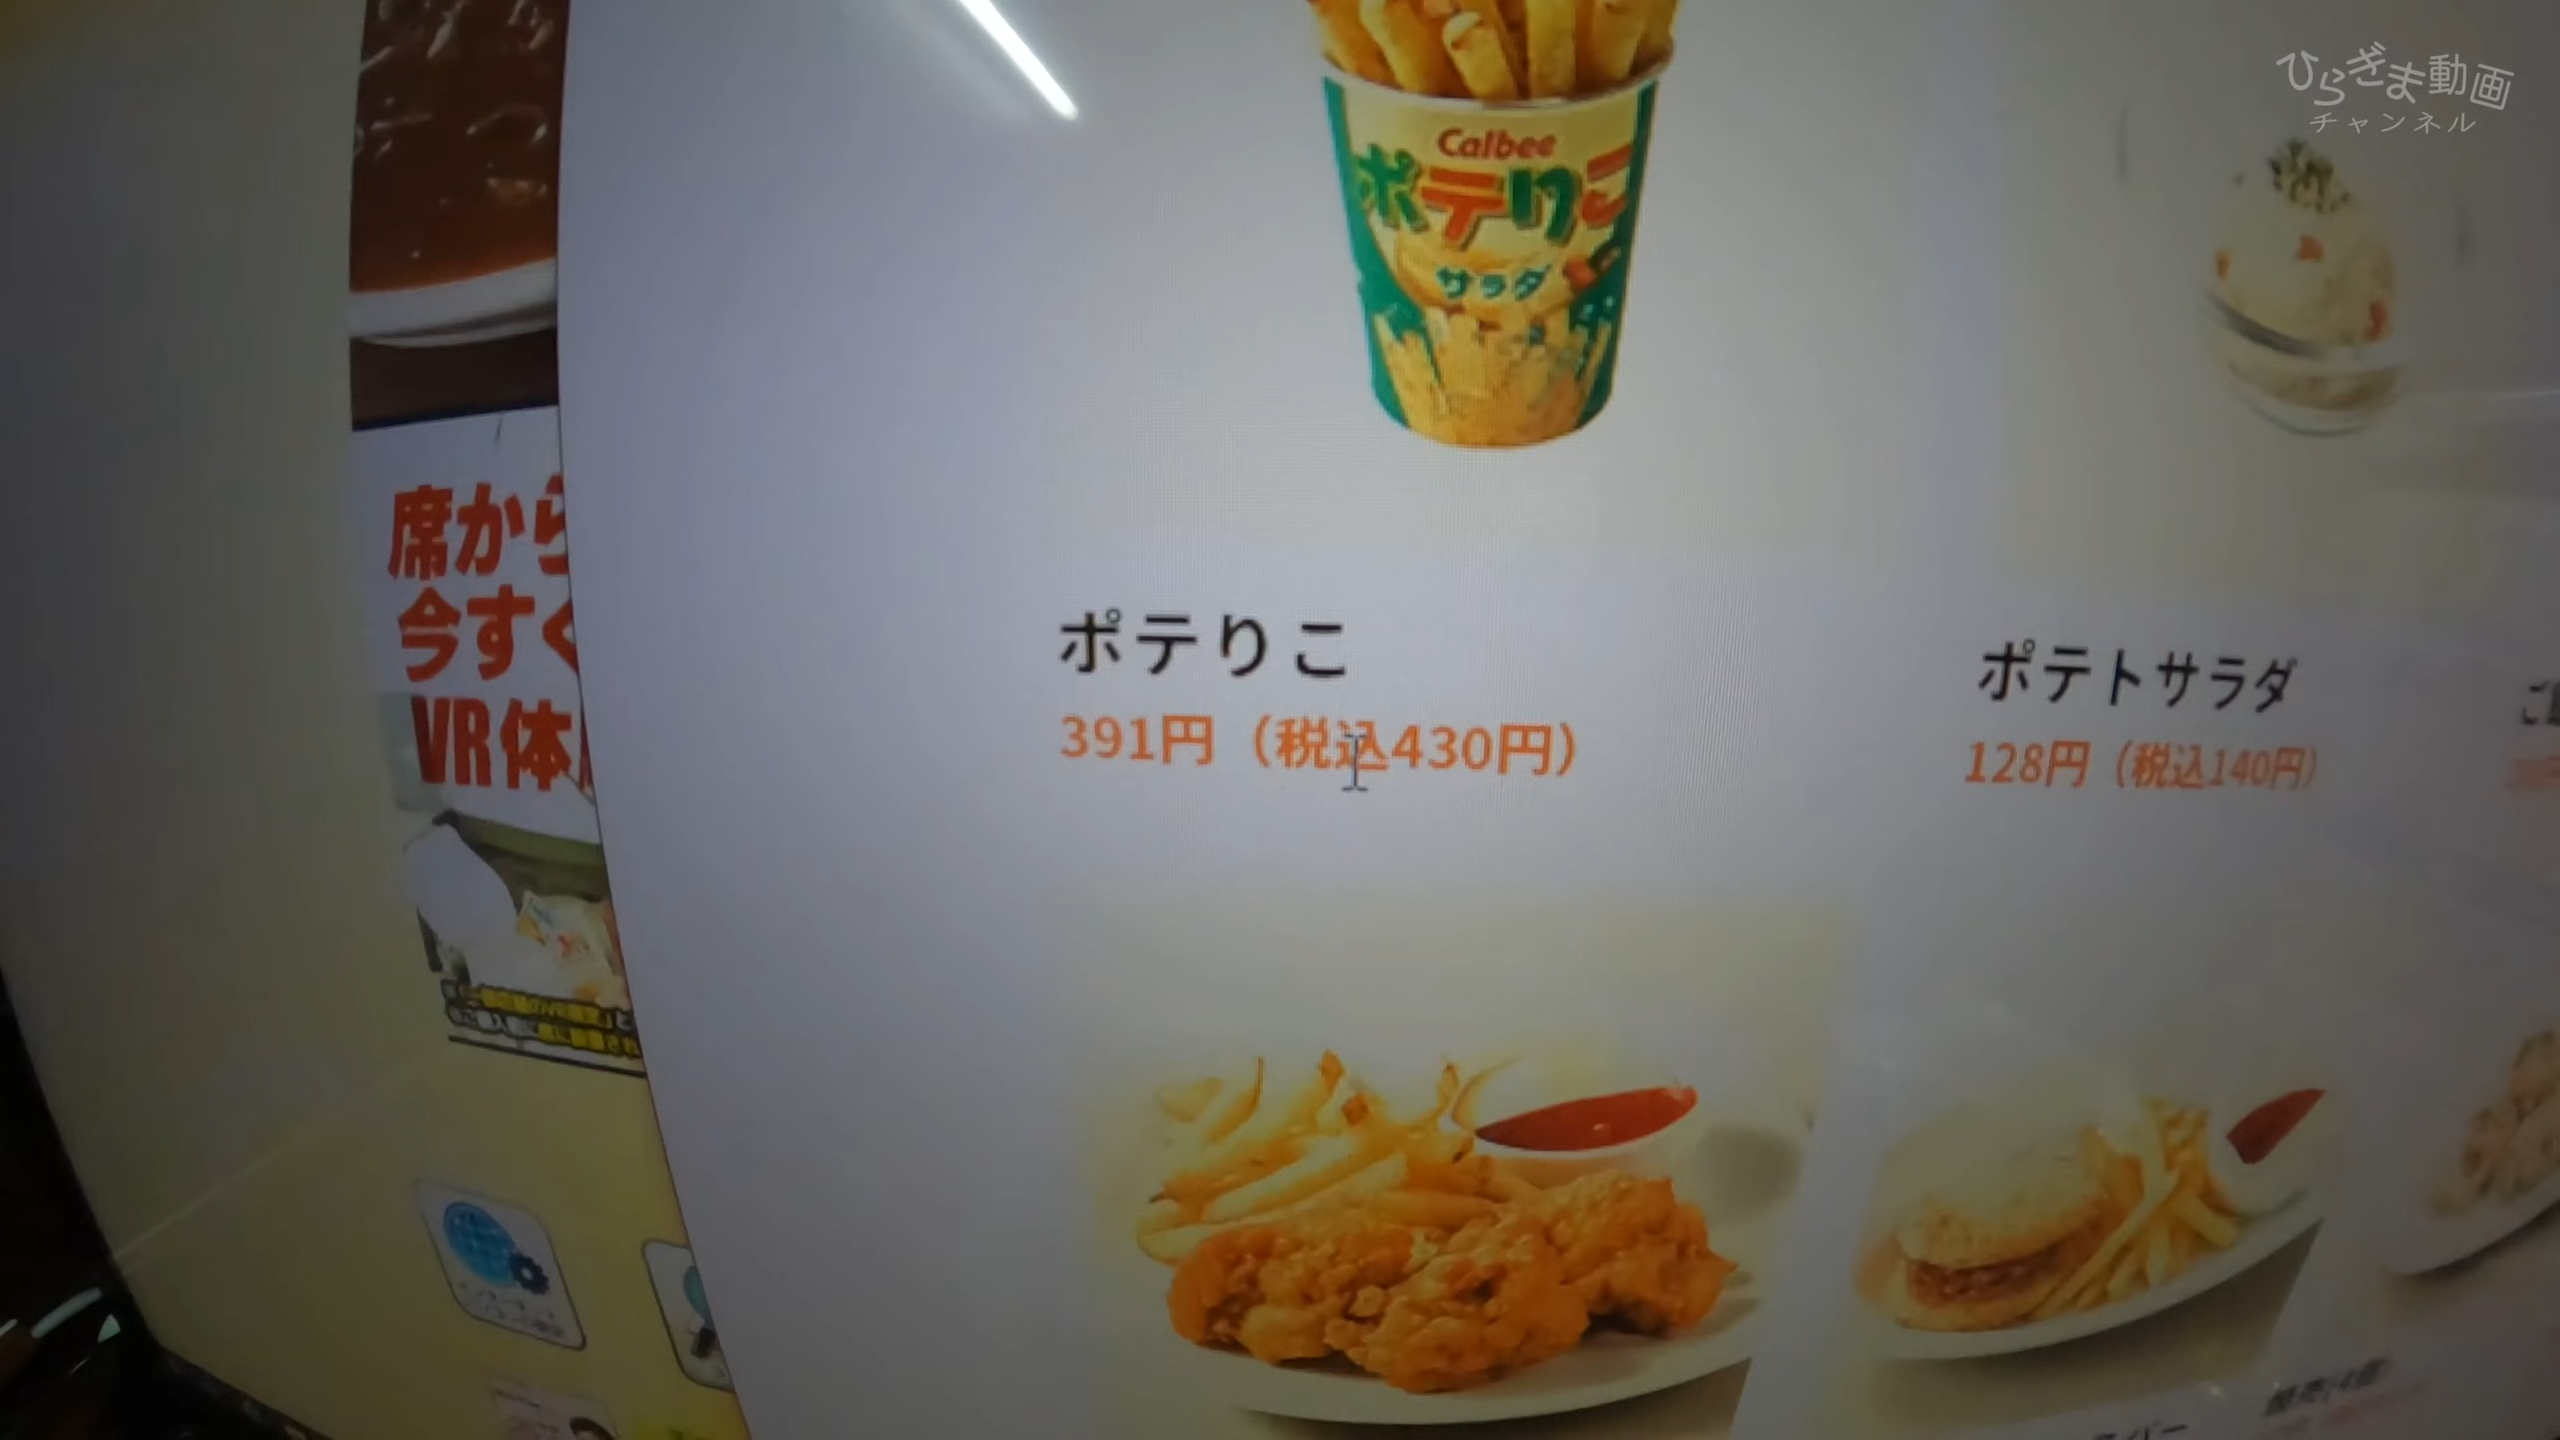 ひらぎま動画
チャンネル
Calbee
ポテりこ
サラダ
席から
今すぐ
VR体
ポテりこ
391円（税込430円）
ポテトサラダ
128円（税込140円）